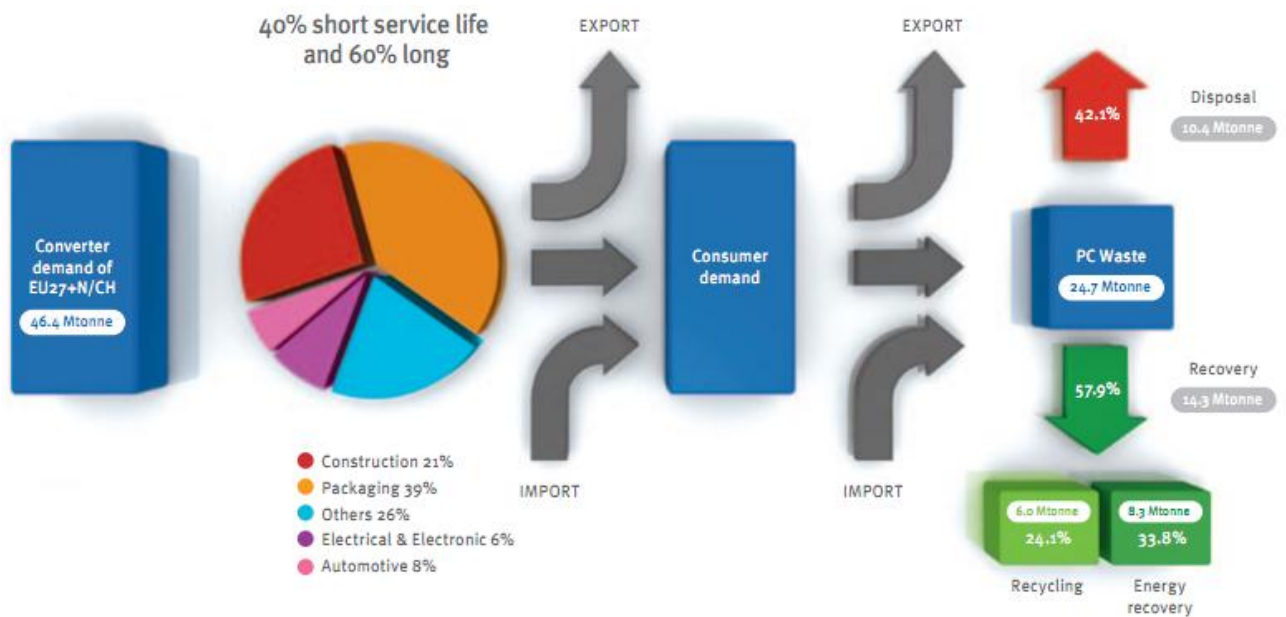 40% short service life
and 60% long
EXPORT
EXPORT
42.1%
Disposal
10.4 Mtonne
Converter
demand of
EU27+N/CH
46.4 Mtonne
Consumer
demand
PC Waste
24.7 Mtonne
57.9%
Recovery
14.3 Mtonne
Construction 21%
Packaging 39%
Others 26%
Electrical & Electronic 6%
Automotive 8%
IMPORT
IMPORT
6.0 Mtonne
24.1%
8.3 Mtonne
33.8%
Recycling
Energy
recovery